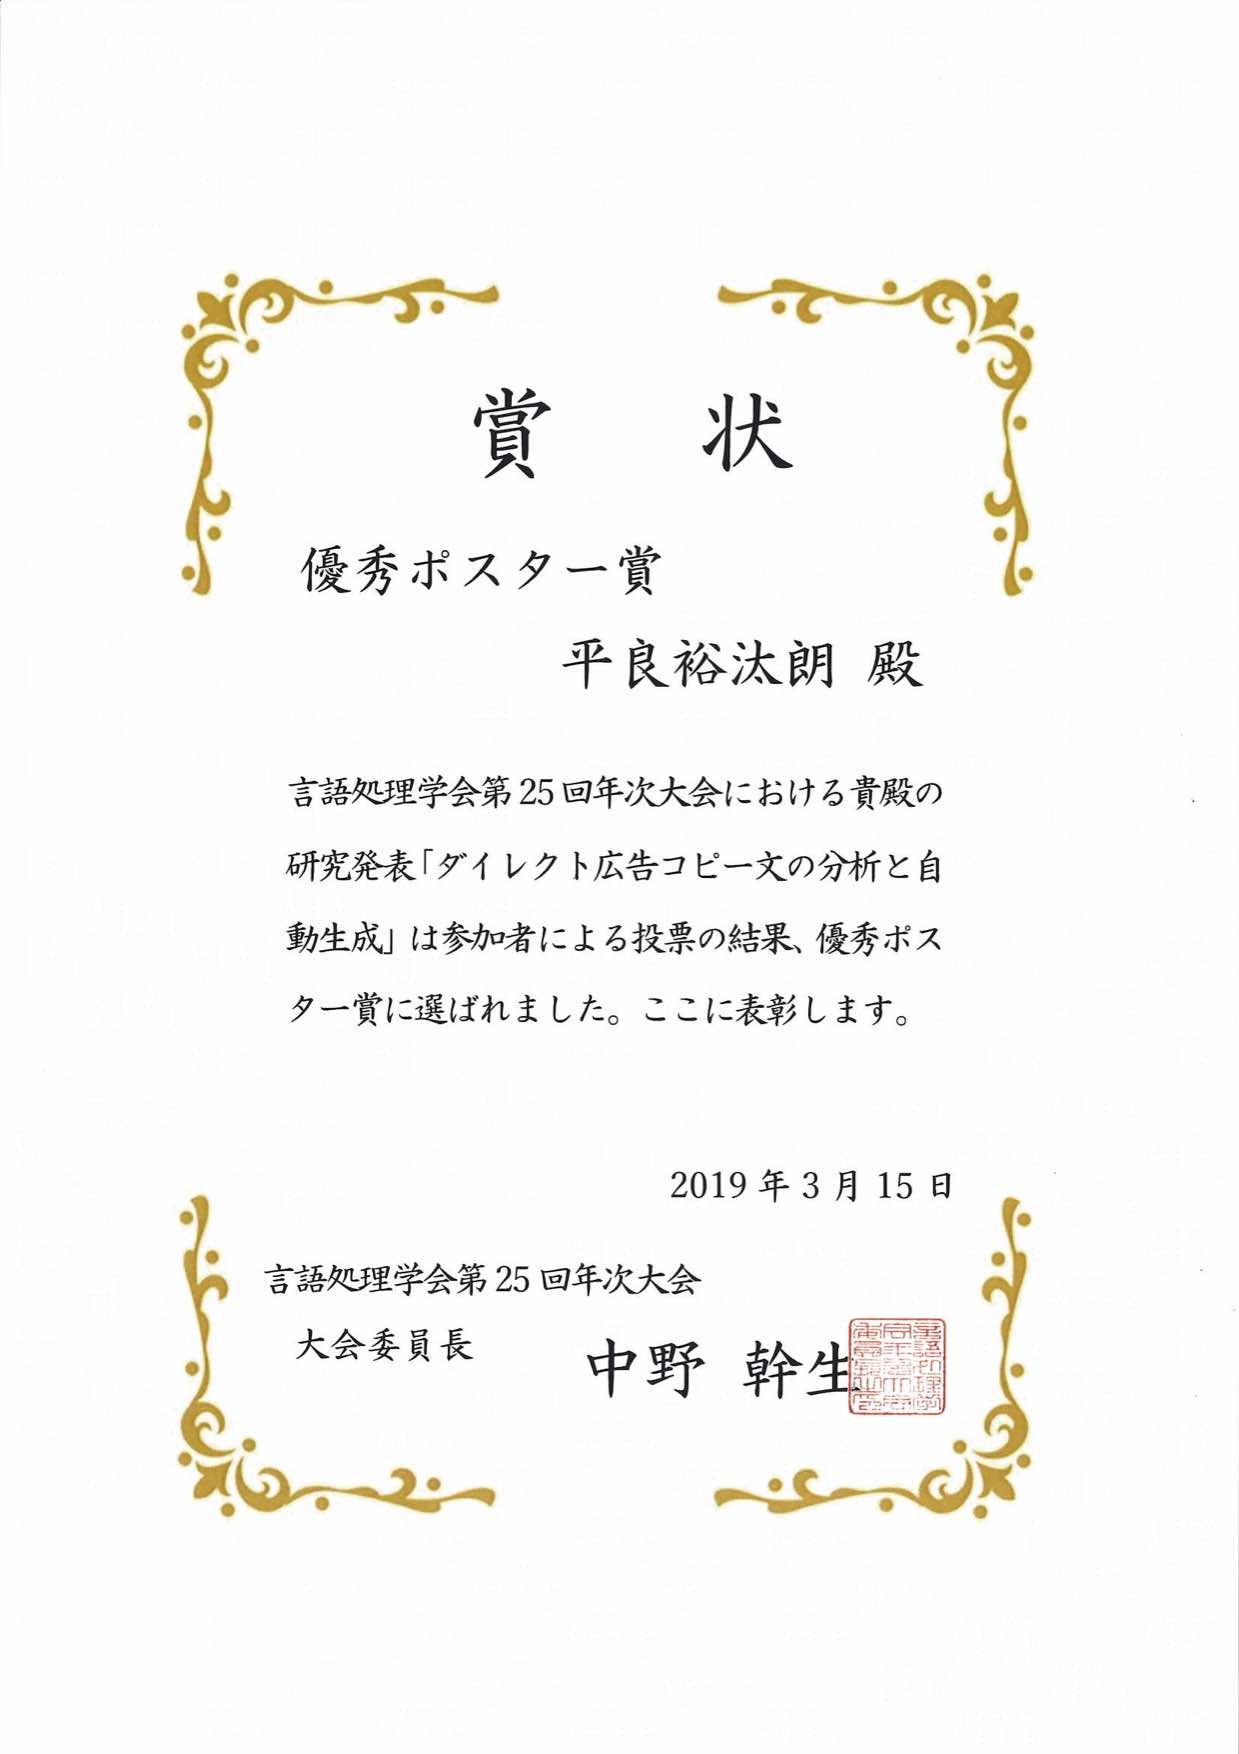 賞状
優秀ポスター賞
平良裕汰朗 殿
言語処理学会第25回年次大会における貴殿の
研究発表「ダイレクト広告コピー文の分析と自
動生成」は参加者による投票の結果、優秀ポス
ター賞に選ばれました。ここに表彰します。
2019年3月15日
言語処理学会第25回年次大会
大会委員長
中野 幹生